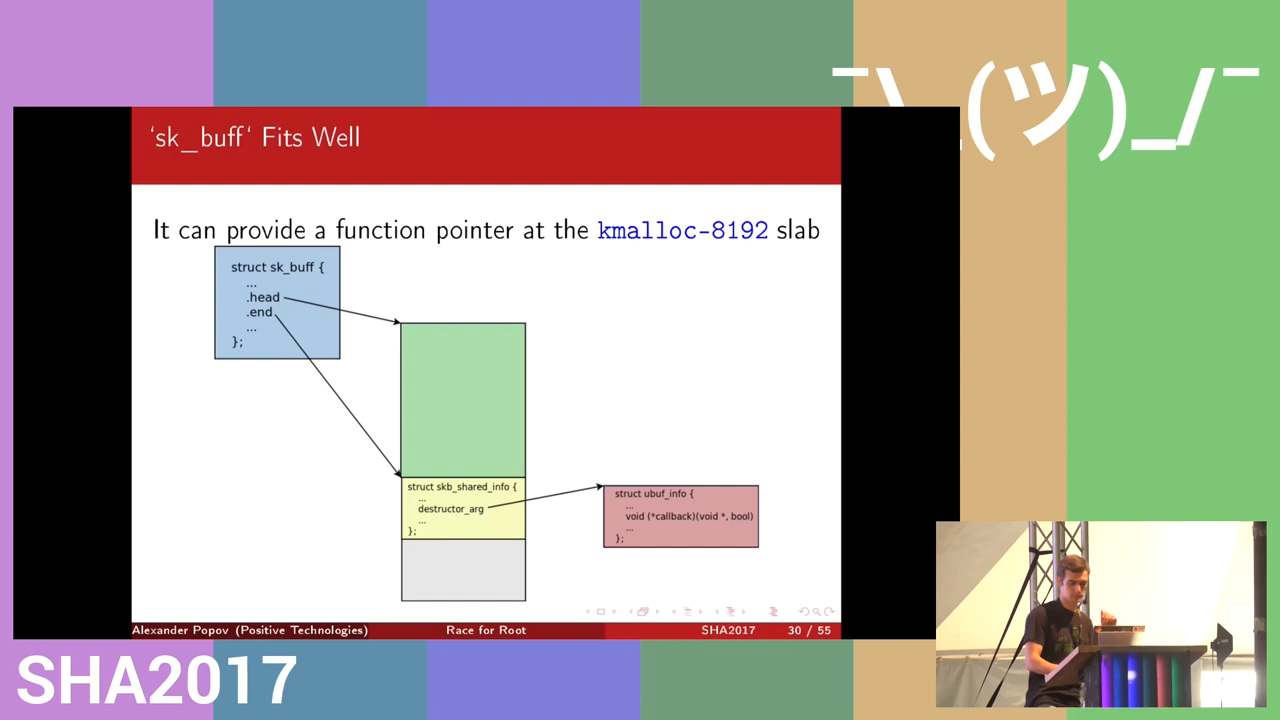 ¯\_(ツ)_/¯
‘sk_buff‘ Fits Well
It can provide a function pointer at the kmalloc-8192 slab
struct sk_buff {
...
.head
.end
...
};
struct skb_shared_info {
...
destructor_arg
...
};
struct ubuf_info {
...
void (*callback)(void *, bool)
...
};
Alexander Popov (Positive Technologies)
Race for Root
SHA2017
30 / 55
SHA2017